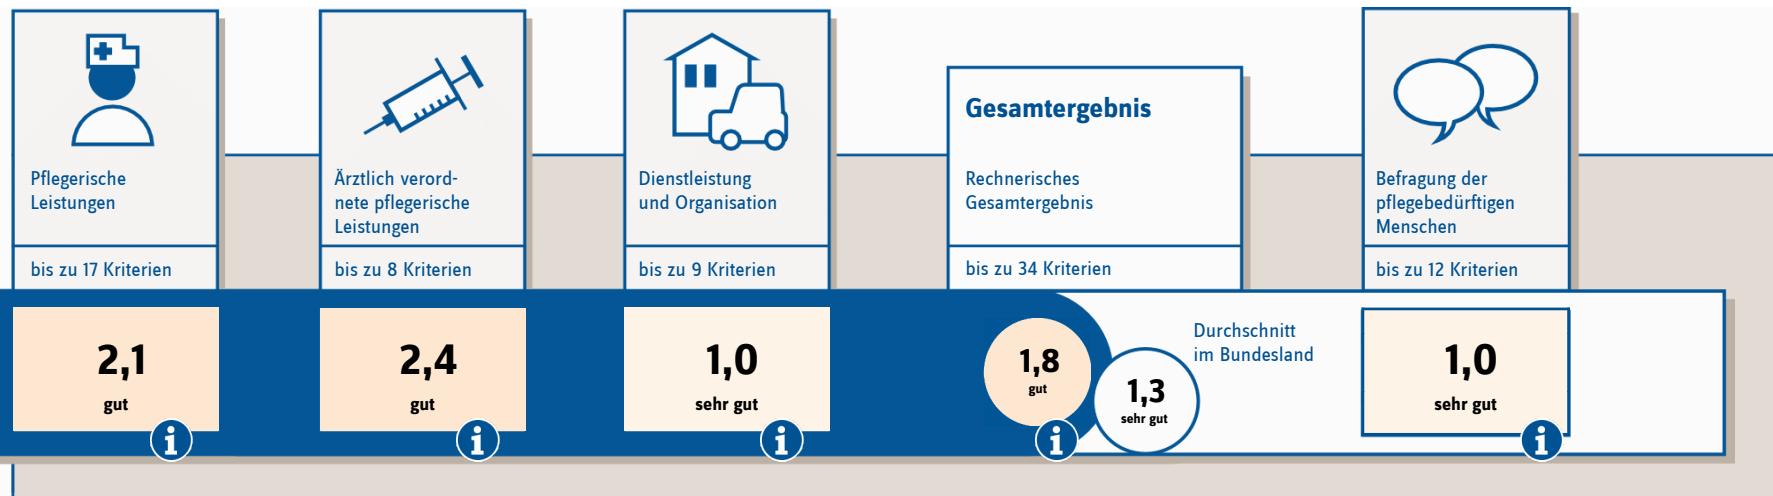 Pflegerische
Leistungen
bis zu 17 Kriterien
2,1
gut
i
Ärztlich verord-
nete pflegerische
Leistungen
bis zu 8 Kriterien
2,4
gut
i
Dienstleistung
und Organisation
bis zu 9 Kriterien
1,0
sehr gut
i
Gesamtergebnis
Rechnerisches
Gesamtergebnis
bis zu 34 Kriterien
1,8
gut
i
1,3
sehr gut
Durchschnitt
im Bundesland
Befragung der
pflegebedürftigen
Menschen
bis zu 12 Kriterien
1,0
sehr gut
i